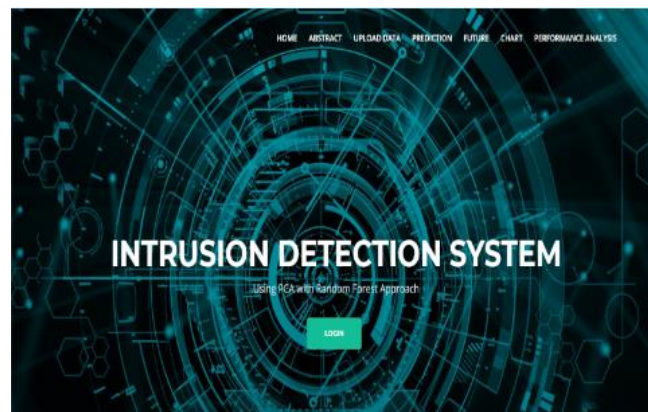 HOME ABSTRACT UPLOAD DATA PREDICTION FUTURE CHART PERFORMANCE ANALYSIS
INTRUSION DETECTION SYSTEM
Using PCA with Random Forest Approach
LOGIN